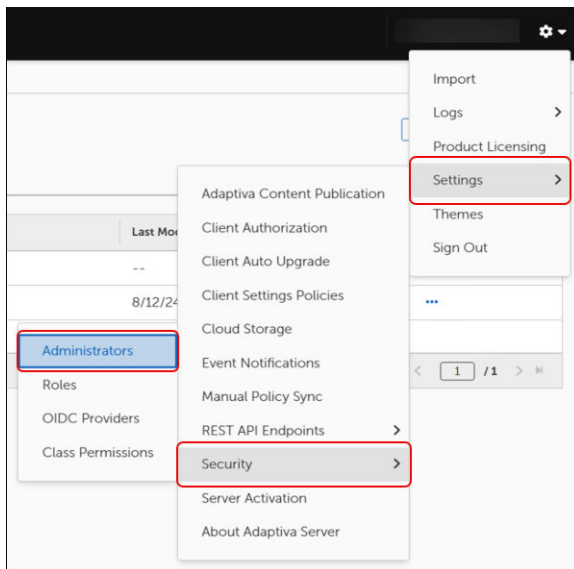 Import
Logs
Product Licensing
Settings
Themes
Sign Out
Adaptiva Content Publication
Client Authorization
Client Auto Upgrade
Client Settings Policies
Cloud Storage
Event Notifications
Manual Policy Sync
REST API Endpoints
Security
Server Activation
About Adaptiva Server
Last Mo
--
8/12/24
Administrators
Roles
OIDC Providers
Class Permissions
1 / 1